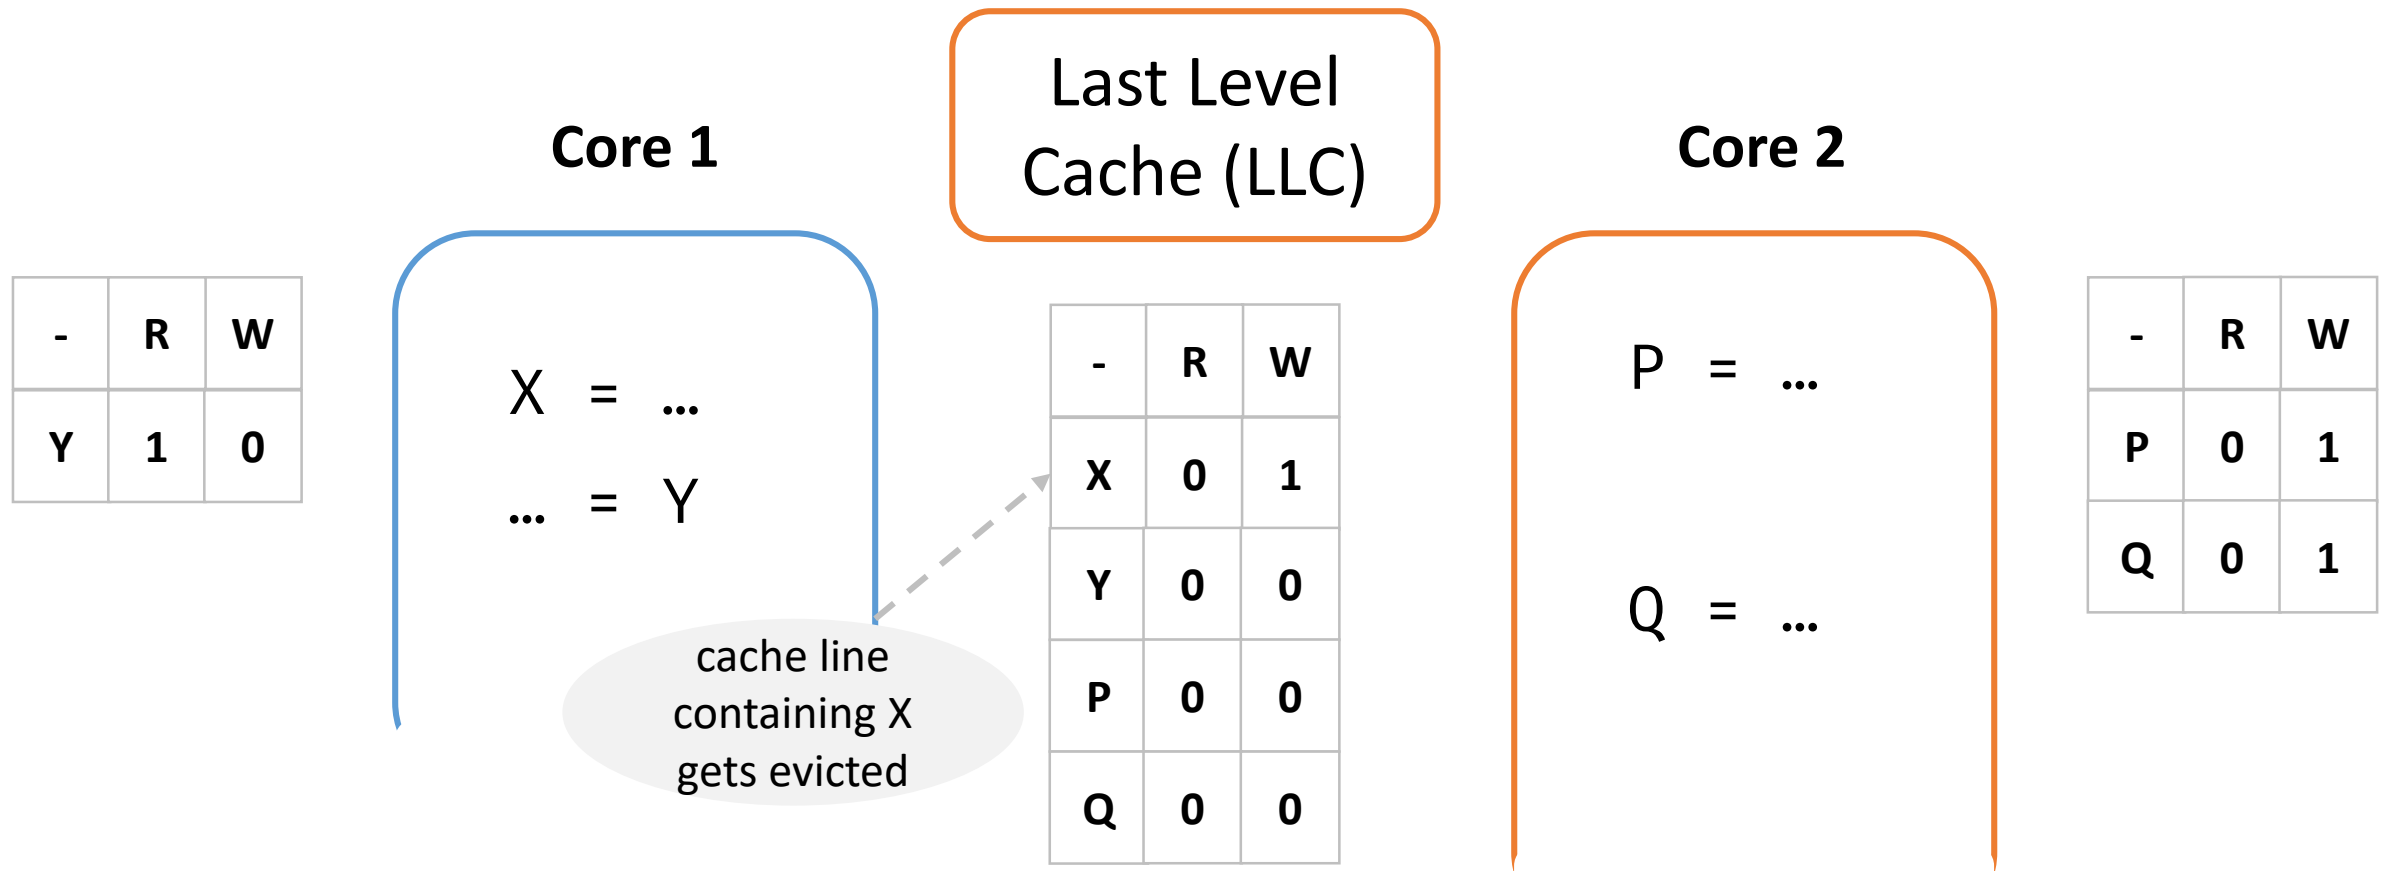 Last Level
Cache (LLC)
Core 1
Core 2
- R W
Y 1 0
X = …
… = Y
cache line
containing X
gets evicted
- R W
X 0 1
Y 0 0
P 0 0
Q 0 0
P = …
Q = …
- R W
P 0 1
Q 0 1